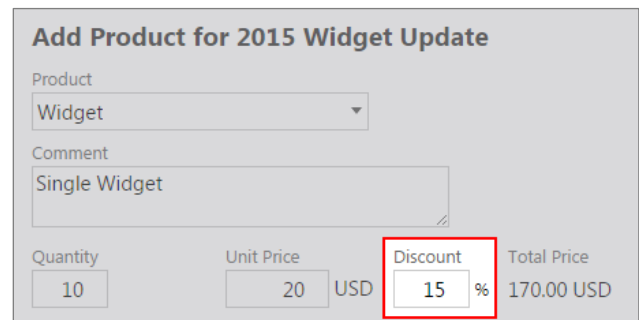 Add Product for 2015 Widget Update
Product
Widget
Comment
Single Widget
Quantity Unit Price Discount Total Price
10 20 USD 15 % 170.00 USD